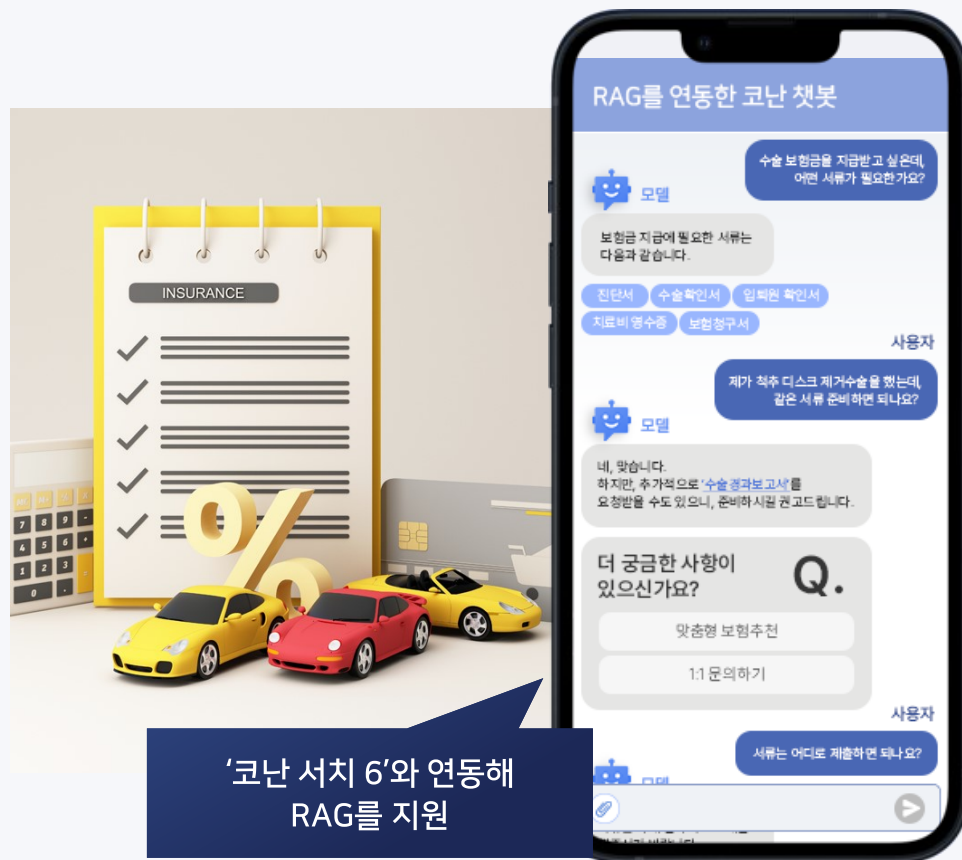 RAG를 연동한 코난 챗봇
수술 보험금을 지급받고 싶은데,
어떤 서류가 필요한가요?
모델
보험금 지급에 필요한 서류는
다음과 같습니다.
진단서 수술확인서 입퇴원 확인서
치료비 영수증 보험청구서
사용자
제가 척추 디스크 제거수술을 했는데,
같은 서류 준비하면 되나요?
모델
네, 맞습니다.
하지만, 추가적으로 '수술경과보고서'를
요청받을 수도 있으니, 준비하시길 권고드립니다.
더 궁금한 사항이
있으신가요?
Q.
맞춤형 보험추천
1:1 문의하기
사용자
서류는 어디로 제출하면 되나요?
INSURANCE
7 8 9 -
4 5 6
1 2 3
0 .
%
'코난 서치 6'와 연동해
RAG를 지원